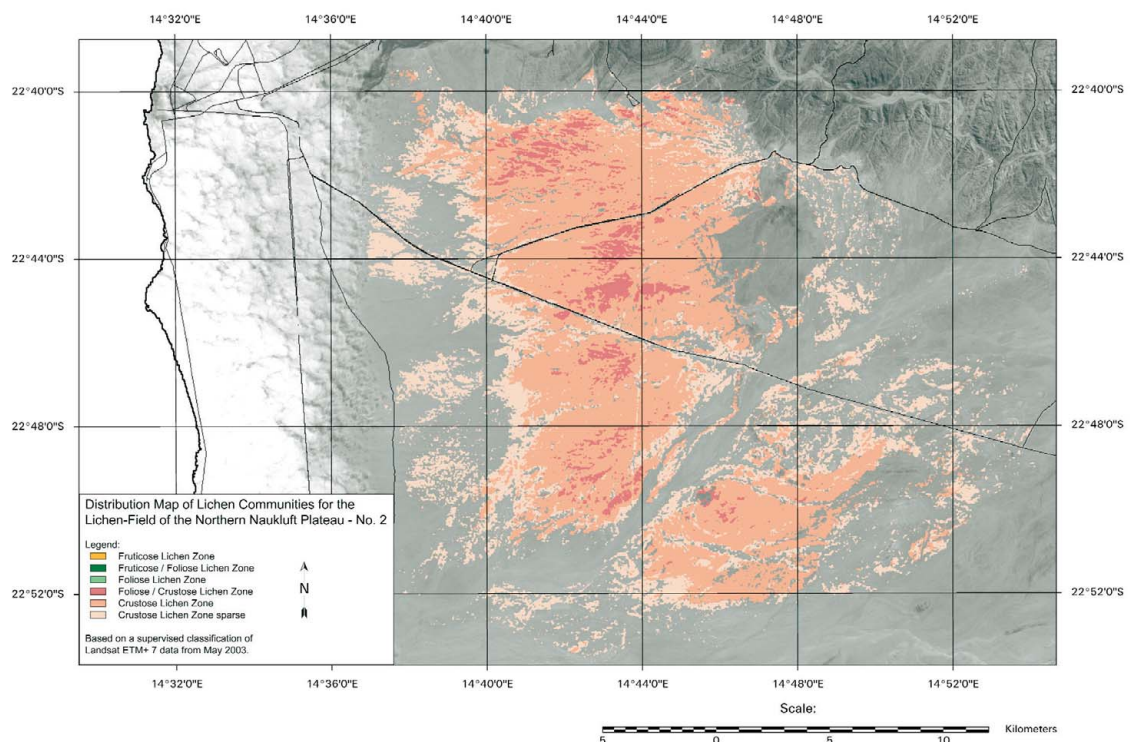 14°32'0"E 14°36'0"E 14°40'0"E 14°44'0"E 14°48'0"E 14°52'0"E
22°40'0"S 22°40'0"S
22°44'0"S 22°44'0"S
22°48'0"S 22°48'0"S
Distribution Map of Lichen Communities for the
Lichen-Field of the Northern Naukluft Plateau - No. 2
Legend:
Fruticose Lichen Zone
Fruticose / Foliose Lichen Zone
Foliose Lichen Zone
Foliose / Crustose Lichen Zone
Crustose Lichen Zone
Crustose Lichen Zone sparse
N
Based on a supervised classification of
Landsat ETM+ 7 data from May 2003.
22°52'0"S 22°52'0"S
14°32'0"E 14°36'0"E 14°40'0"E 14°44'0"E 14°48'0"E 14°52'0"E
Scale:
Kilometers
5 0 5 10